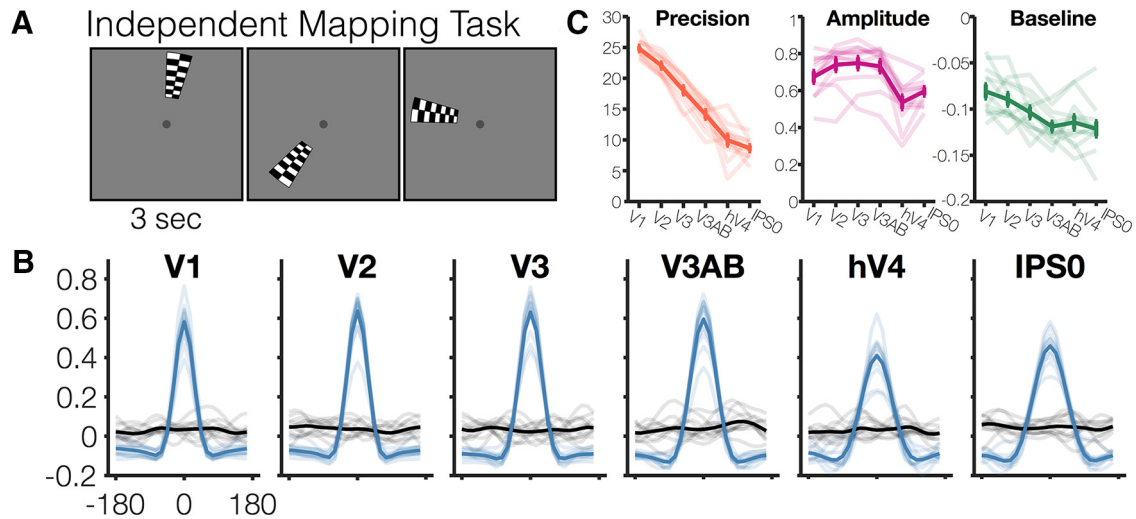 A Independent Mapping Task
3 sec
C Precision Amplitude Baseline
30 1 0
25 0.8 -0.05
20 0.6 -0.1
15 0.4 -0.15
10 0.2 -0.2
5 0
0
V1 V2 V3 V3AB hV4 IPS0 V1 V2 V3 V3AB hV4 IPS0 V1 V2 V3 V3AB hV4 IPS0
B V1 V2 V3 V3AB hV4 IPS0
0.8
0.6
0.4
0.2
0
-0.2
-180 0 180